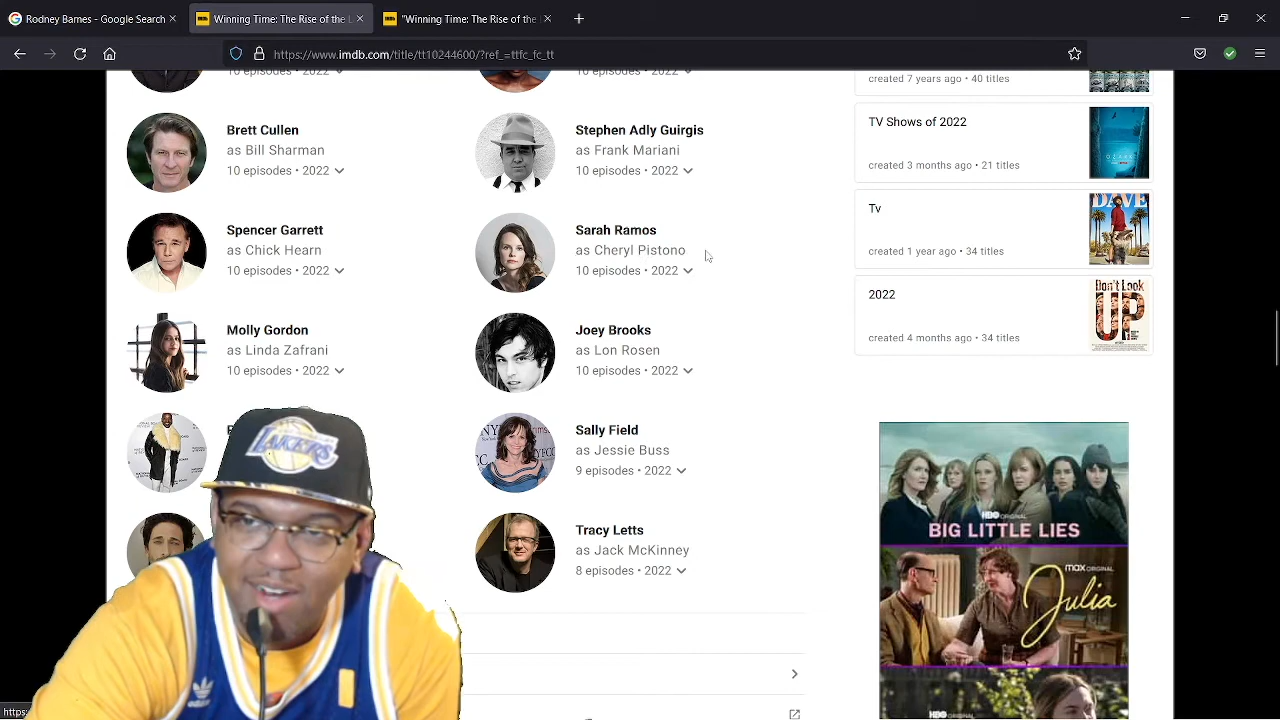 Rodney Barnes - Google Search
Winning Time: The Rise of the L
"Winning Time: The Rise of the
https://www.imdb.com/title/tt10244600/?ref_=ttfc_fc_tt
10 episodes • 2022
10 episodes • 2022
created 7 years ago • 40 titles
Brett Cullen
as Bill Sharman
10 episodes • 2022
Stephen Adly Guirgis
as Frank Mariani
10 episodes • 2022
TV Shows of 2022
created 3 months ago • 21 titles
OZARK
Spencer Garrett
as Chick Hearn
10 episodes • 2022
Sarah Ramos
as Cheryl Pistono
10 episodes • 2022
Tv
created 1 year ago • 34 titles
DAVE
Molly Gordon
as Linda Zafrani
10 episodes • 2022
Joey Brooks
as Lon Rosen
10 episodes • 2022
2022
created 4 months ago • 34 titles
Don't Look
UP
LAKERS
Sally Field
as Jessie Buss
9 episodes • 2022
Tracy Letts
as Jack McKinney
8 episodes • 2022
adidas
HBO ORIGINAL
BIG LITTLE LIES
max ORIGINAL
Julia
HBO ORIGINAL
https: